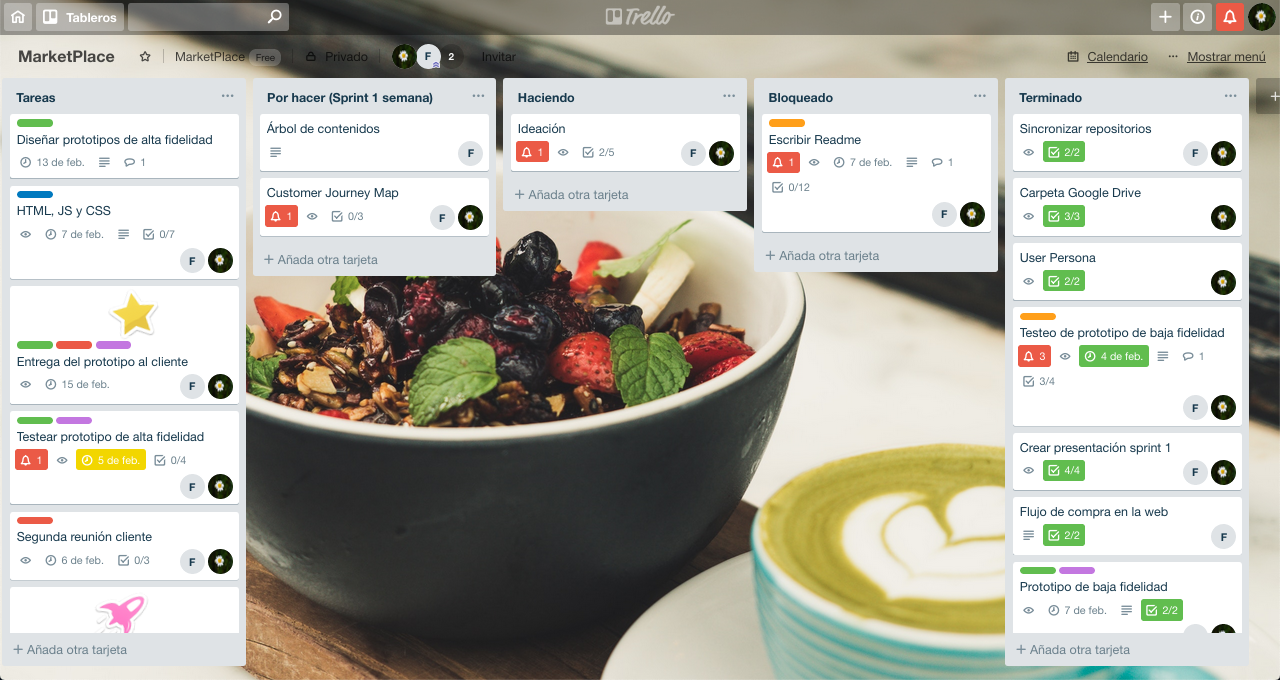 Tableros
Trello
MarketPlace
MarketPlace Free
Privado
F
2
Invitar
Calendario
Mostrar menú
Tareas
Diseñar prototipos de alta fidelidad
13 de feb.
1
HTML, JS y CSS
7 de feb.
0/7
F
Entrega del prototipo al cliente
15 de feb.
F
Testear prototipo de alta fidelidad
1
5 de feb.
0/4
F
Segunda reunión cliente
6 de feb.
0/3
F
+ Añada otra tarjeta
Por hacer (Sprint 1 semana)
Árbol de contenidos
F
Customer Journey Map
1
0/3
F
+ Añada otra tarjeta
Haciendo
Ideación
1
2/5
F
+ Añada otra tarjeta
Bloqueado
Escribir Readme
1
7 de feb.
1
0/12
F
+ Añada otra tarjeta
Terminado
Sincronizar repositorios
2/2
F
Carpeta Google Drive
3/3
User Persona
2/2
Testeo de prototipo de baja fidelidad
3
4 de feb.
1
3/4
F
Crear presentación sprint 1
4/4
F
Flujo de compra en la web
2/2
F
Prototipo de baja fidelidad
7 de feb.
2/2
+ Añada otra tarjeta